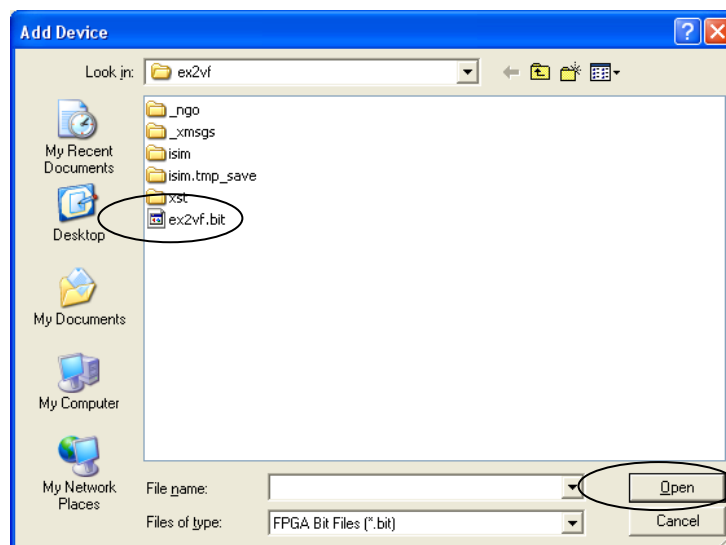 Add Device
Look in: ex2vf
_ngo
_xmsgs
isim
isim.tmp_save
xst
ex2vf.bit
My Recent
Documents
Desktop
My Documents
My Computer
My Network
Places
File name:
Open
Files of type: FPGA Bit Files (*.bit)
Cancel